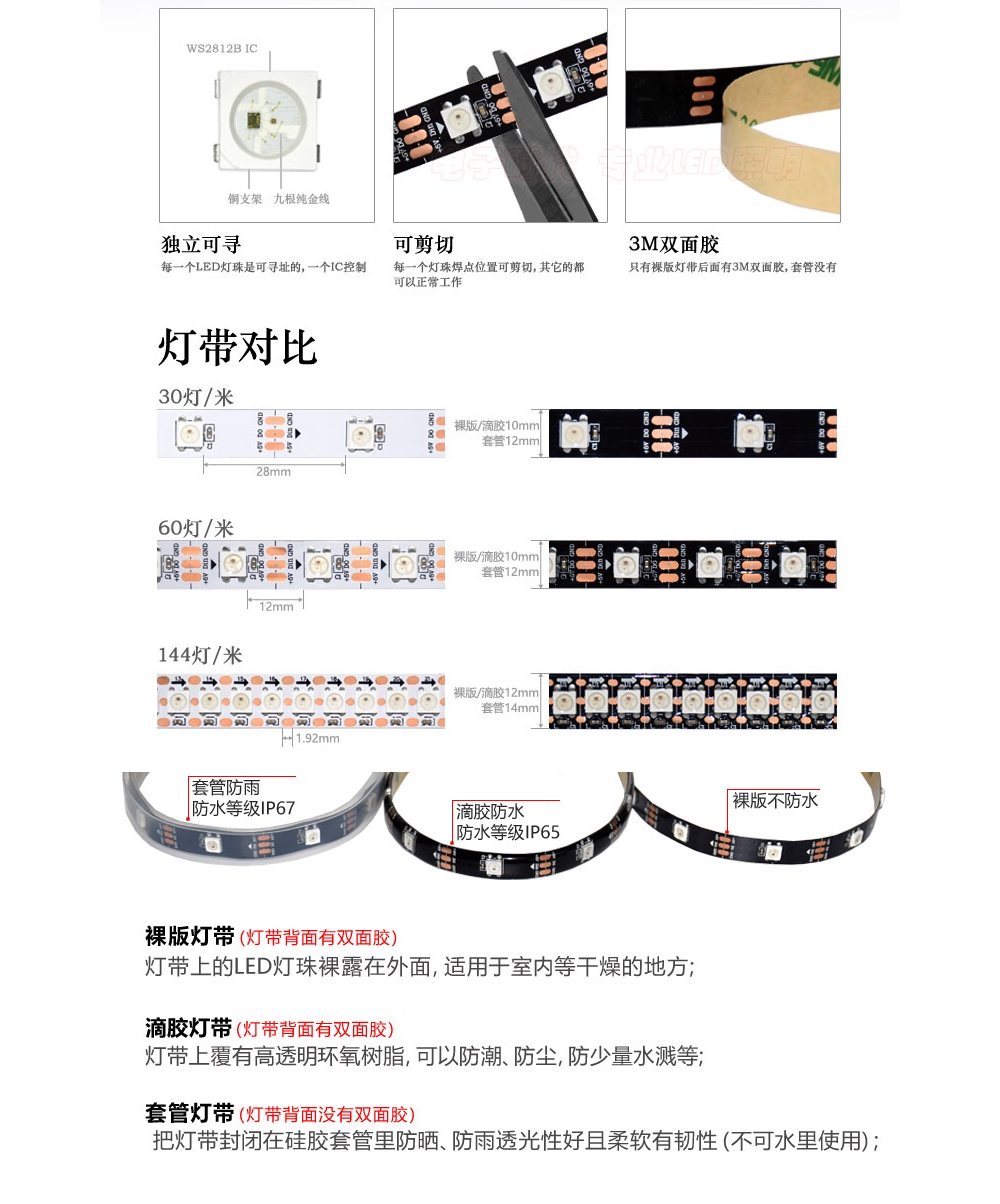 WS2812B IC
铜支架 九根纯金线
电子 专业LED照明
独立可寻
每一个LED灯珠是可寻址的, 一个IC控制
可剪切
每一个灯珠焊点位置可剪切, 其它的都
可以正常工作
3M双面胶
只有裸版灯带后面有3M双面胶, 套管没有
灯带对比
30灯/米
裸版/滴胶10mm
套管12mm
28mm
60灯/米
裸版/滴胶10mm
套管12mm
12mm
144灯/米
裸版/滴胶12mm
套管14mm
1.92mm
套管防雨
防水等级IP67
滴胶防水
防水等级IP65
裸版不防水
裸版灯带 (灯带背面有双面胶)
灯带上的LED灯珠裸露在外面, 适用于室内等干燥的地方;
滴胶灯带 (灯带背面有双面胶)
灯带上覆有高透明环氧树脂, 可以防潮、防尘, 防少量水溅等;
套管灯带 (灯带背面没有双面胶)
把灯带封闭在硅胶套管里防晒、防雨透光性好且柔软有韧性 (不可水里使用) ;